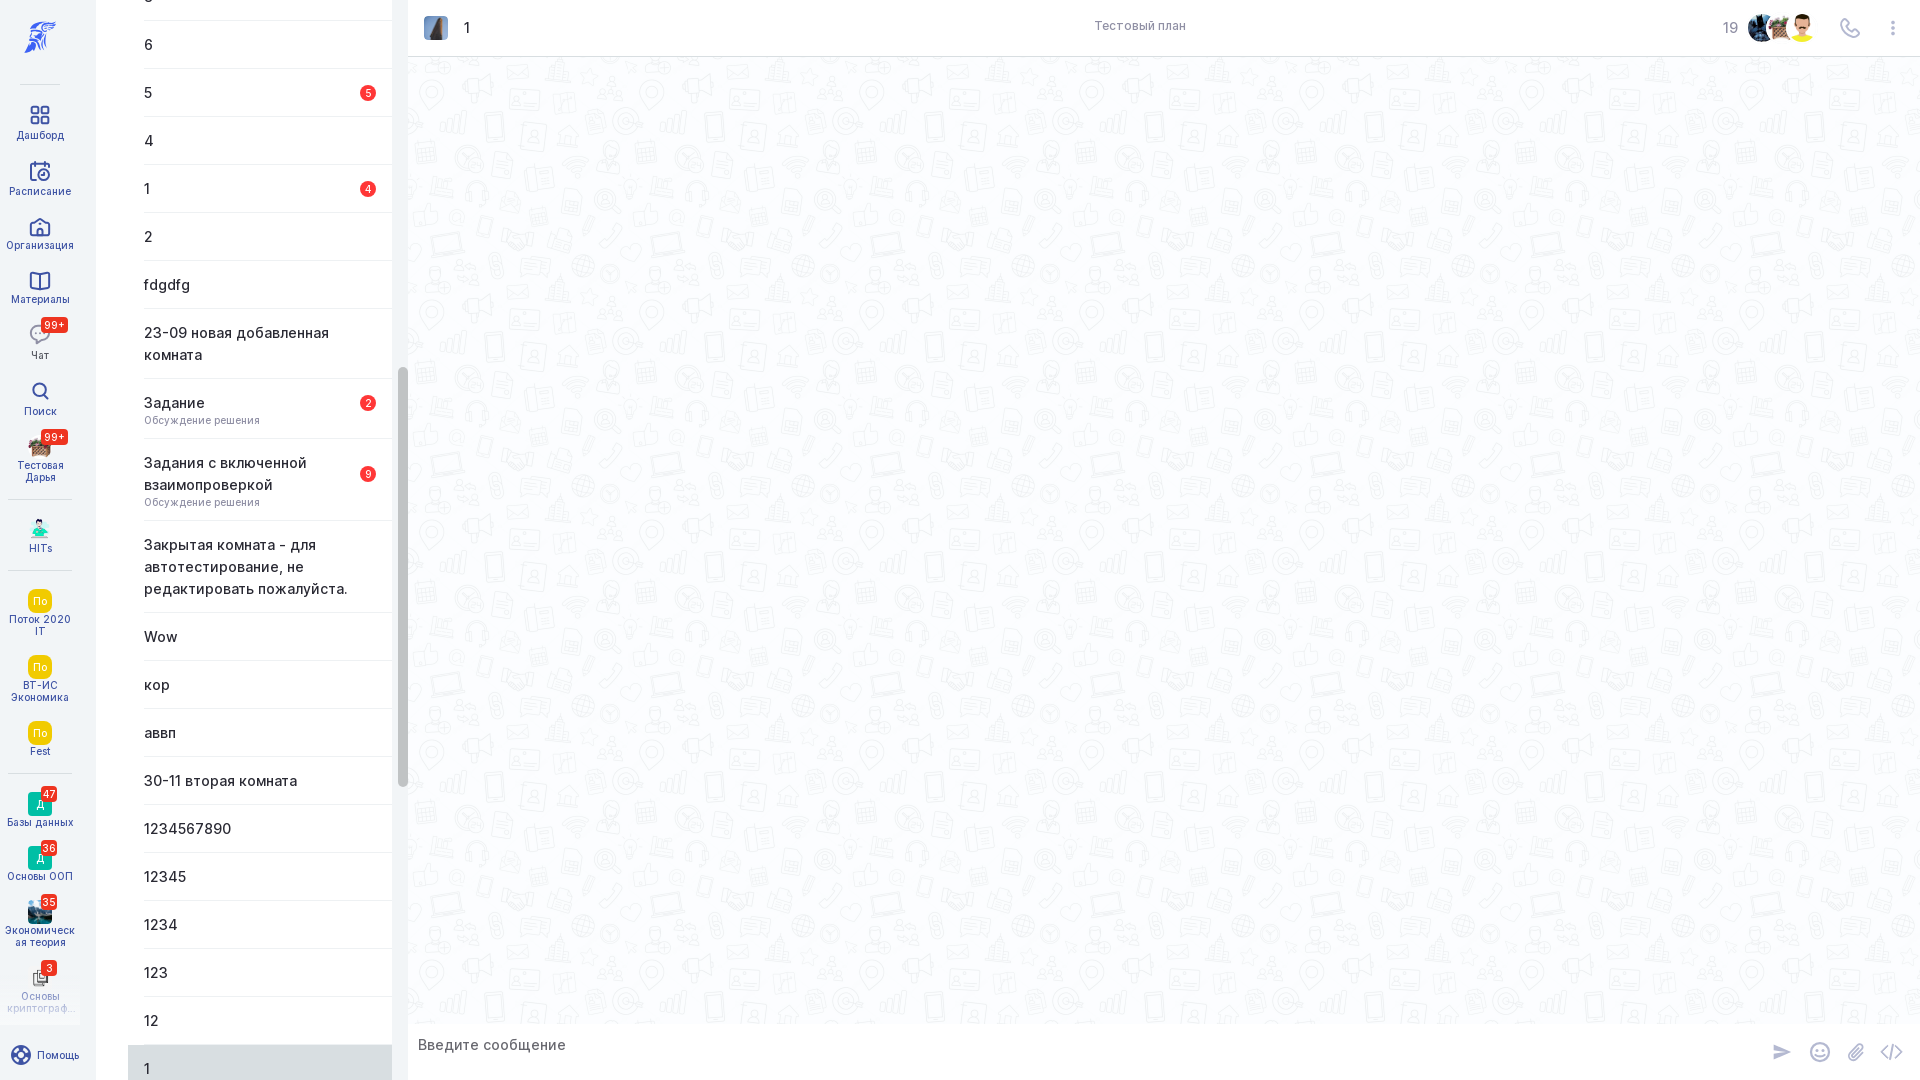 Дашборд
Расписание
Организация
Материалы
99+
Чат
Поиск
99+
Тестовая
Дарья
HITs
По
Поток 2020
IT
По
ВТ-ИС
Экономика
По
Fest
47
Д
Базы данных
36
Д
Основы ООП
35
Экономическ
ая теория
3
Основы
криптограф...
Помощь
6
5
5
4
1
4
2
fdgdfg
23-09 новая добавленная
комната
Задание
2
Обсуждение решения
Задания с включенной
взаимопроверкой
9
Обсуждение решения
Закрытая комната - для
автотестирование, не
редактировать пожалуйста.
Wow
кор
аввп
30-11 вторая комната
1234567890
12345
1234
123
12
1
1
Тестовый план
19
Введите сообщение